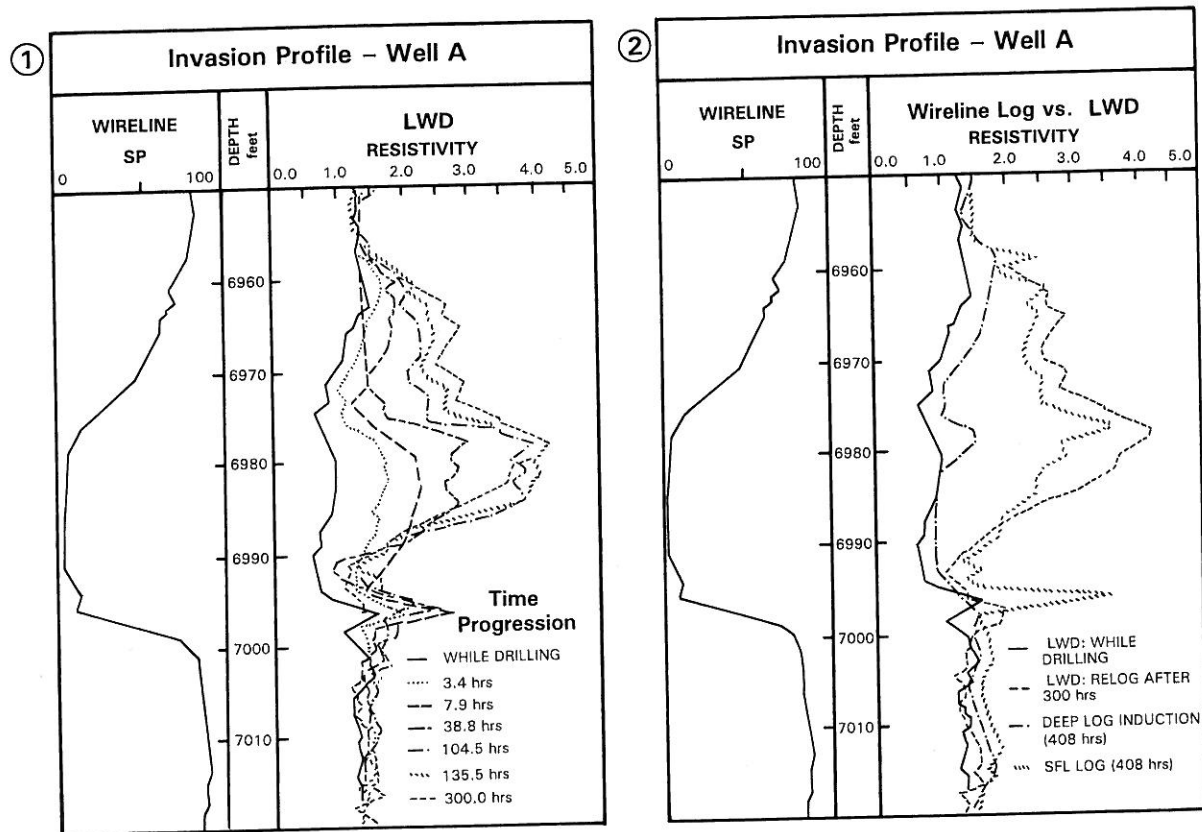 ①
Invasion Profile – Well A
WIRELINE
SP
0 100
DEPTH
feet
LWD
RESISTIVITY
0.0 1.0 2.0 3.0 4.0 5.0
6960
6970
6980
6990
7000
7010
Time
Progression
WHILE DRILLING
3.4 hrs
7.9 hrs
38.8 hrs
104.5 hrs
135.5 hrs
300.0 hrs
②
Invasion Profile – Well A
WIRELINE
SP
0 100
DEPTH
feet
Wireline Log vs. LWD
RESISTIVITY
0.0 1.0 2.0 3.0 4.0 5.0
6960
6970
6980
6990
7000
7010
LWD: WHILE
DRILLING
LWD: RELOG AFTER
300 hrs
DEEP LOG INDUCTION
(408 hrs)
SFL LOG (408 hrs)